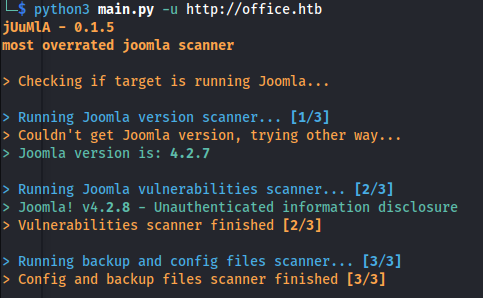 $ python3 main.py -u http://office.htb
jUuMlA - 0.1.5
most overrated joomla scanner
> Checking if target is running Joomla...
> Running Joomla version scanner... [1/3]
> Couldn't get Joomla version, trying other way...
> Joomla version is: 4.2.7
> Running Joomla vulnerabilities scanner... [2/3]
> Joomla! v4.2.8 - Unauthenticated information disclosure
> Vulnerabilities scanner finished [2/3]
> Running backup and config files scanner... [3/3]
> Config and backup files scanner finished [3/3]